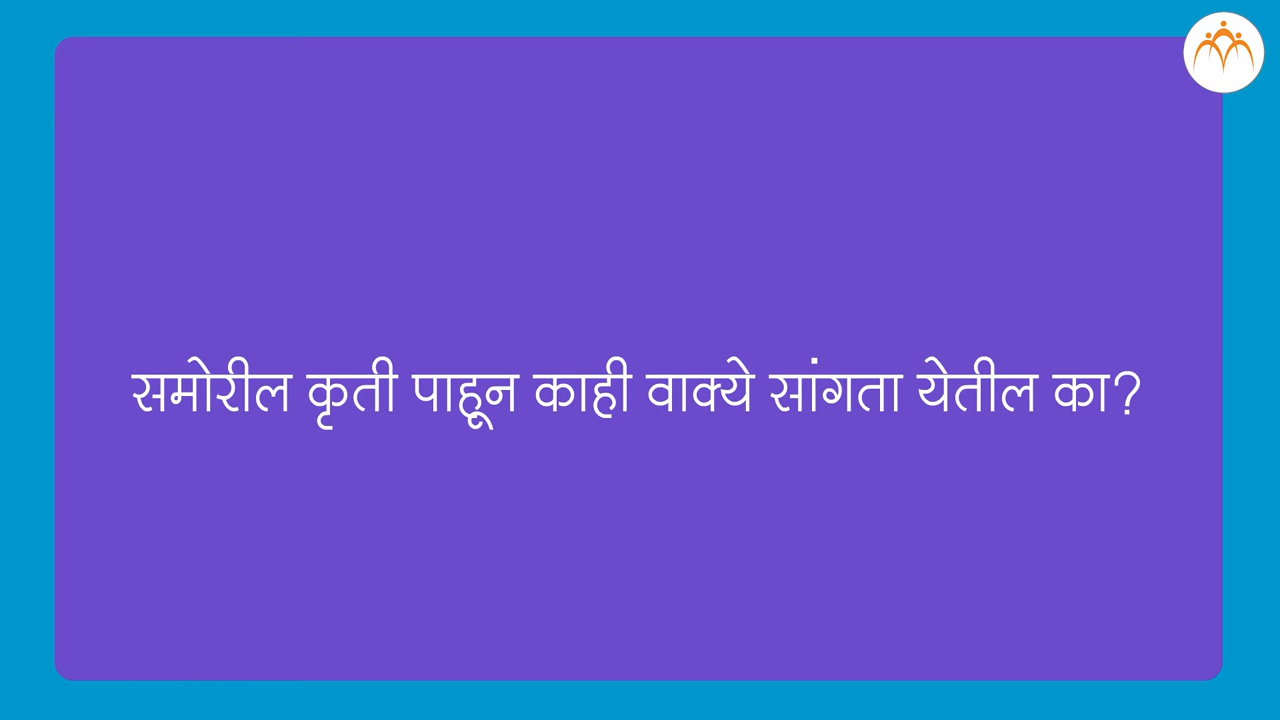 समोरील कृती पाहून काही वाक्ये सांगता येतील का?